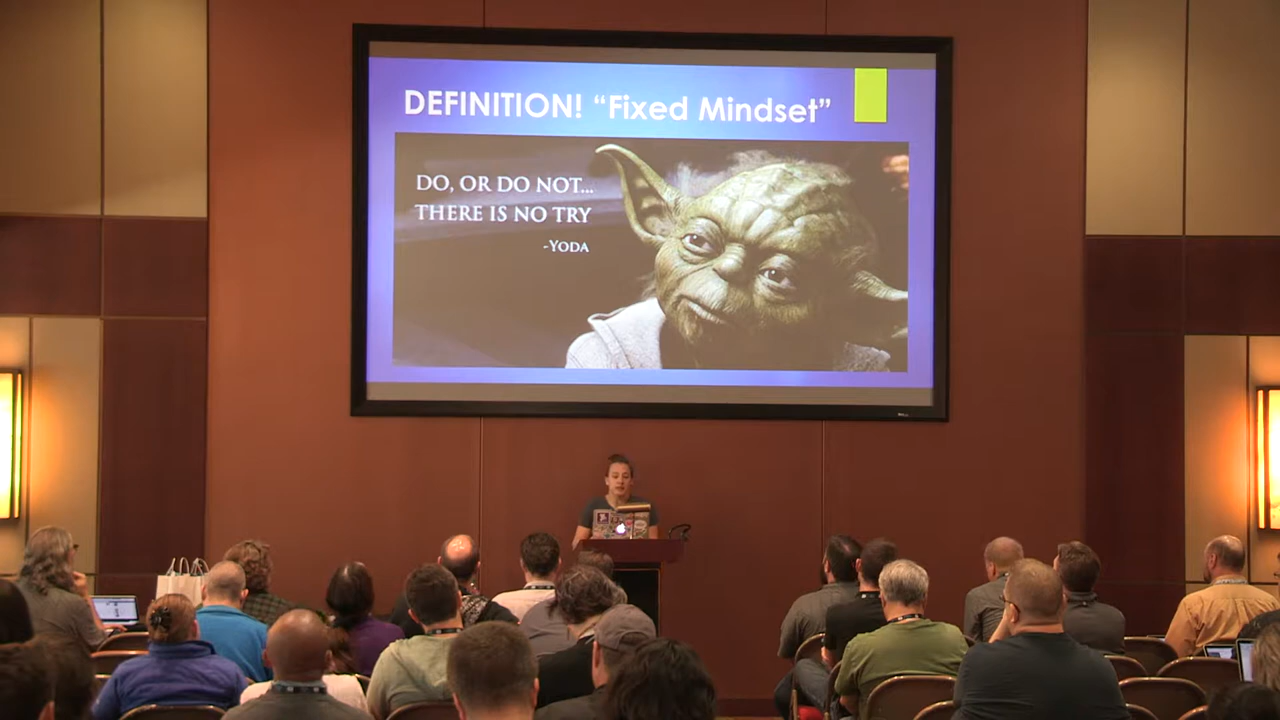 DEFINITION! “Fixed Mindset”
DO, OR DO NOT...
THERE IS NO TRY
-YODA